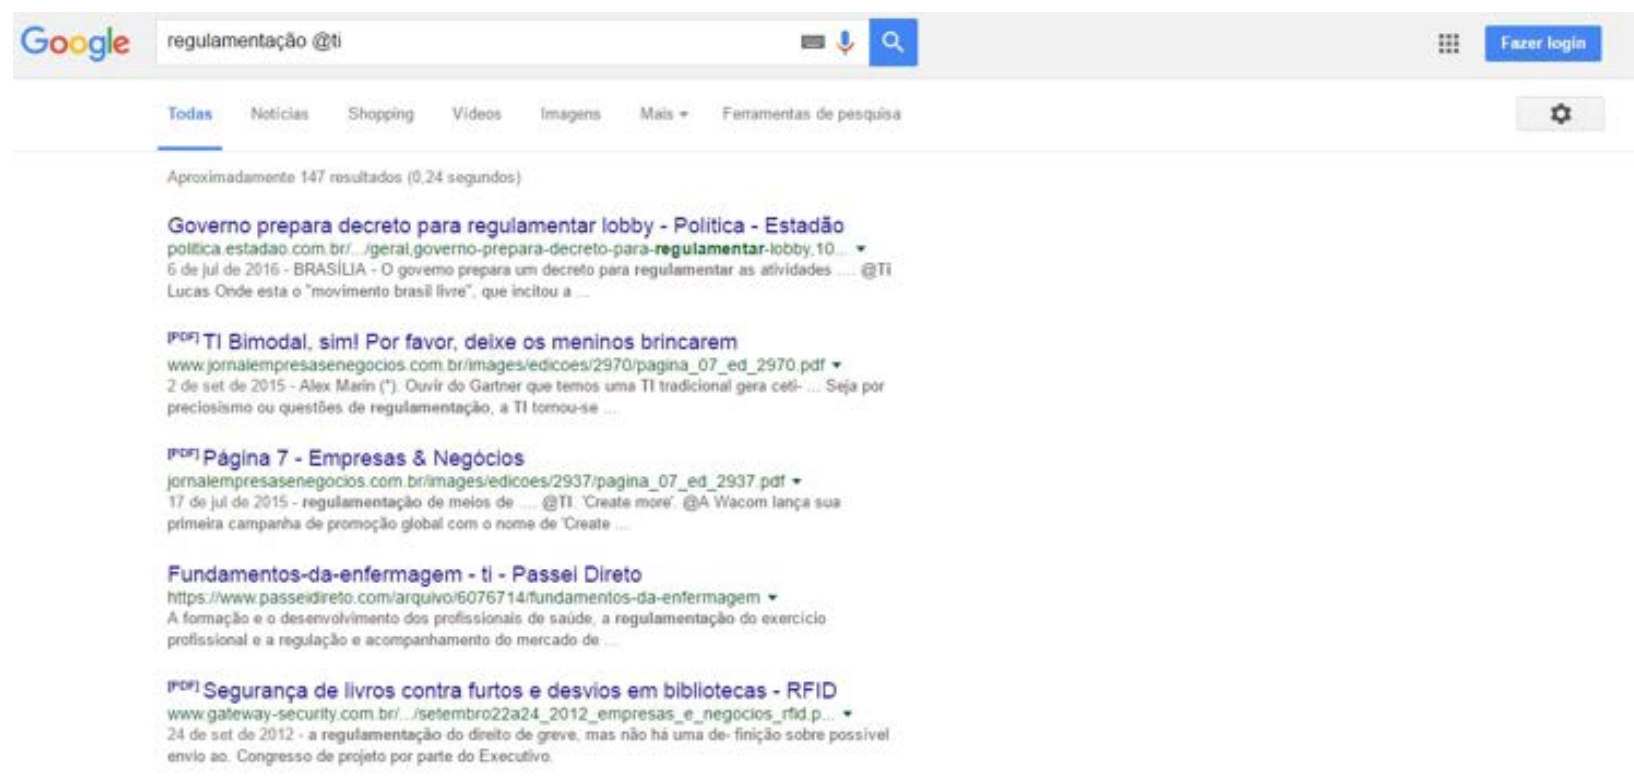 Google
regulamentação @ti
Fazer login
Todas Notícias Shopping Vídeos Imagens Mais Ferramentas de pesquisa
Aproximadamente 147 resultados (0,24 segundos)
Governo prepara decreto para regulamentar lobby - Política - Estadão
politica.estadao.com.br/.../geral,governo-prepara-decreto-para-regulamentar-lobby,10...
6 de jul de 2016 - BRASÍLIA - O governo prepara um decreto para regulamentar as atividades .... @Ti
Lucas Onde esta o "movimento brasil livre", que incitou a ...
[PDF] TI Bimodal, sim! Por favor, deixe os meninos brincarem
www.jornalempresasenegocios.com.br/images/edicoes/2970/pagina_07_ed_2970.pdf
2 de set de 2015 - Alex Marin (*). Ouvir do Gartner que temos uma TI tradicional gera ceti- ... Seja por
preciosismo ou questões de regulamentação, a TI tornou-se ....
[PDF] Página 7 - Empresas & Negócios
jornalempresasenegocios.com.br/images/edicoes/2937/pagina_07_ed_2937.pdf
17 de jul de 2015 - regulamentação de meios de .... @TI. 'Create more'. @A Wacom lança sua
primeira campanha de promoção global com o nome de 'Create ...
Fundamentos-da-enfermagem - ti - Passei Direto
https://www.passeidireto.com/arquivo/6076714/fundamentos-da-enfermagem
A formação e o desenvolvimento dos profissionais de saúde, a regulamentação do exercício
profissional e a regulação e acompanhamento do mercado de ...
[PDF] Segurança de livros contra furtos e desvios em bibliotecas - RFID
www.gateway-security.com.br/.../setembro22a24_2012_empresas_e_negocios_rfid.p...
24 de set de 2012 - a regulamentação do direito de greve, mas não há uma de- finição sobre possível
envio ao. Congresso de projeto por parte do Executivo.